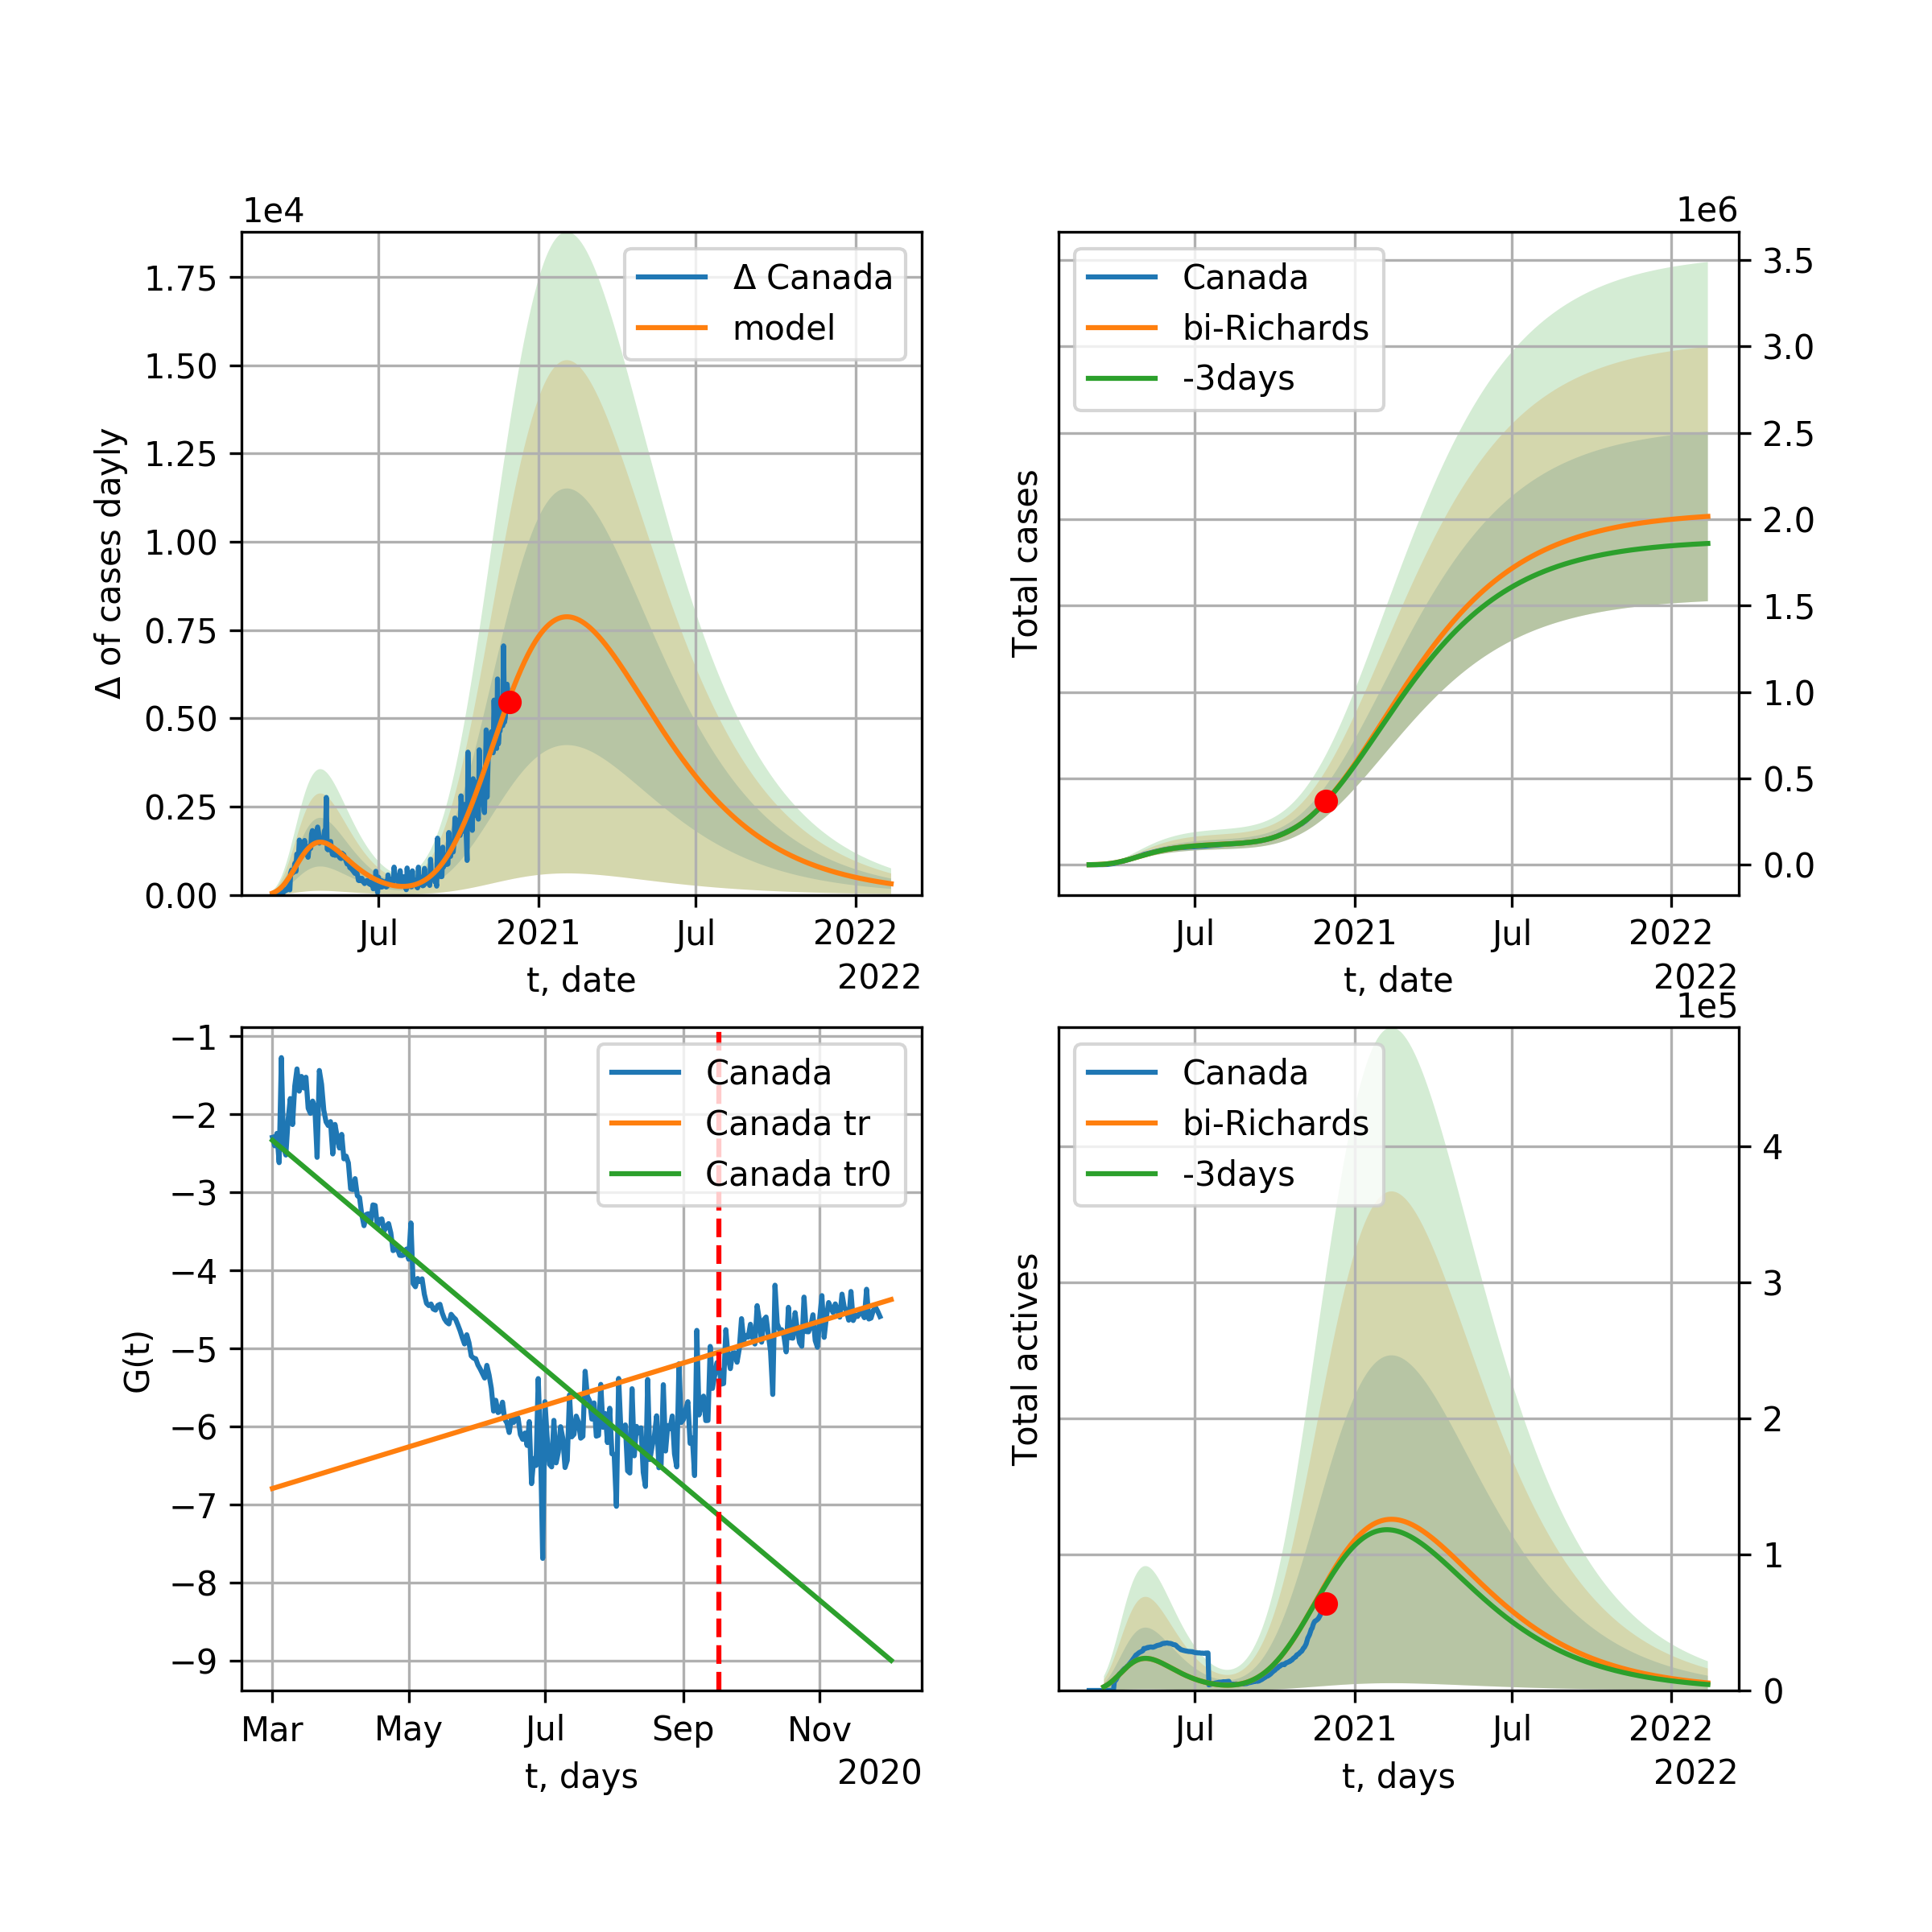 1e4
Δ of cases dayly
1.75
1.50
1.25
1.00
0.75
0.50
0.25
0.00
Δ Canada
model
Jul 2021 Jul 2022
t, date
2022
1e6
Total cases
Canada
bi-Richards
-3days
3.5
3.0
2.5
2.0
1.5
1.0
0.5
0.0
Jul 2021 Jul 2022
t, date
2022
G(t)
−1
−2
−3
−4
−5
−6
−7
−8
−9
Canada
Canada tr
Canada tr0
Mar May Jul Sep Nov
t, days
2020
1e5
Total actives
Canada
bi-Richards
-3days
4
3
2
1
0
Jul 2021 Jul 2022
t, days
2022